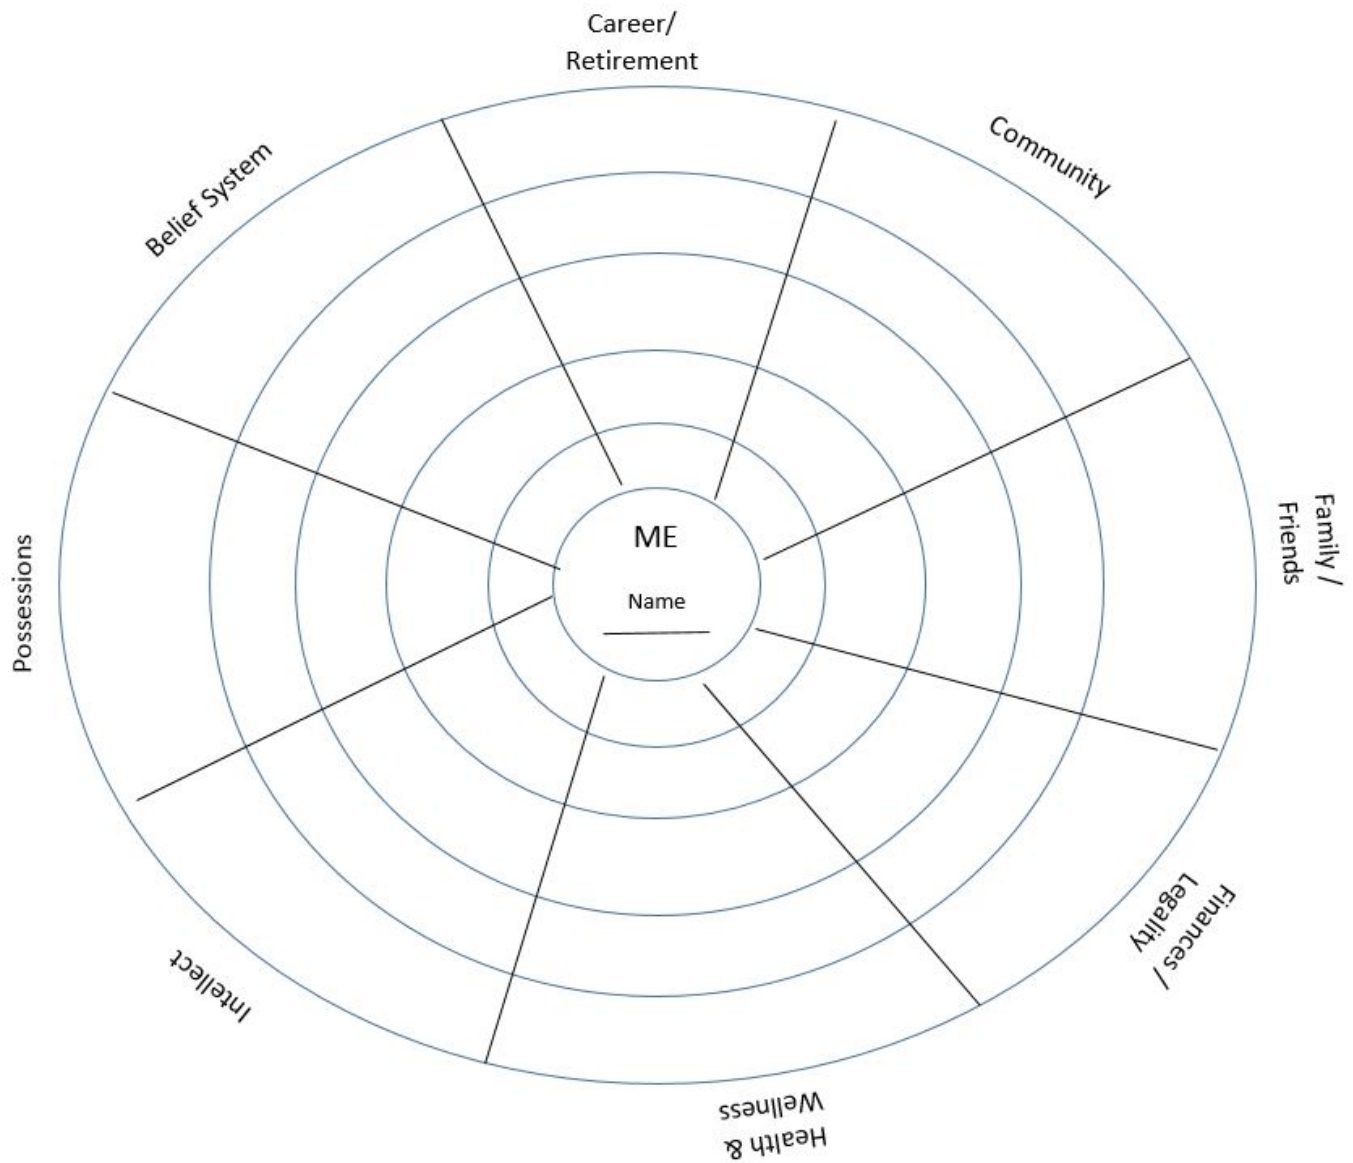 Career/
Retirement
Community
Family /
Friends
Finances /
Legality
Health &
Wellness
Intellect
Possessions
Belief System
ME
Name